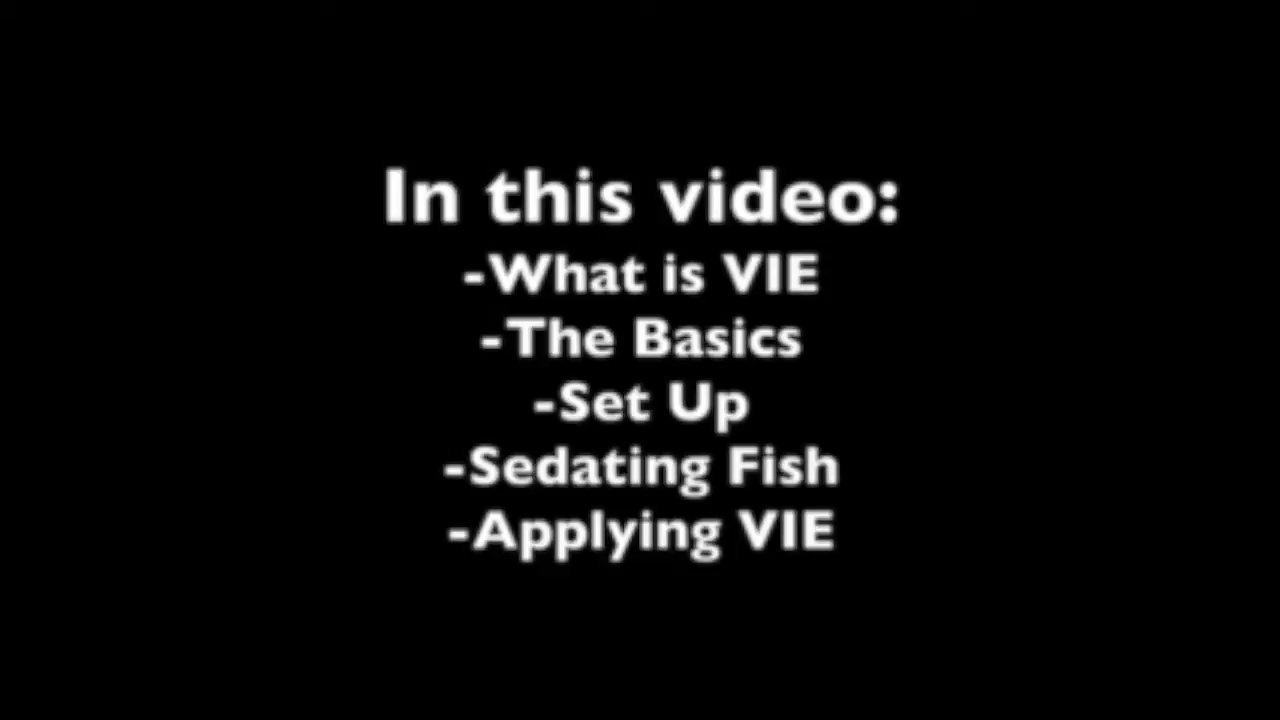 In this video:
-What is VIE
-The Basics
-Set Up
-Sedating Fish
-Applying VIE